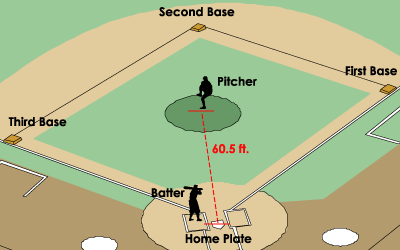 Second Base
Pitcher
First Base
Third Base
60.5 ft.
Batter
Home Plate